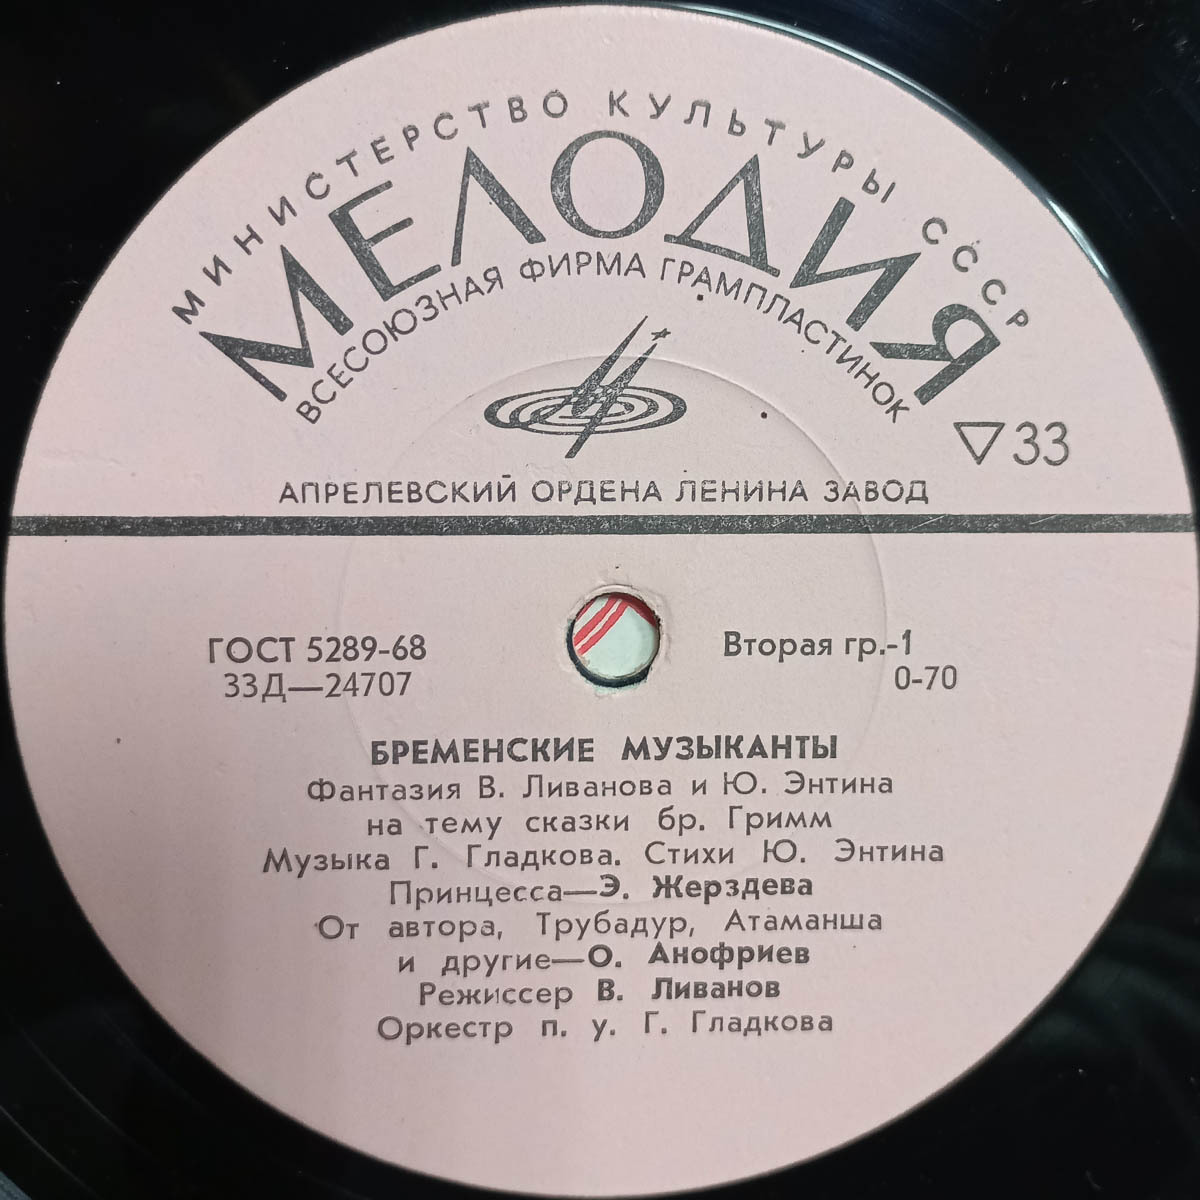 МИНИСТЕРСТВО КУЛЬТУРЫ СССР
МЕЛОДИЯ
ВСЕСОЮЗНАЯ ФИРМА ГРАМПЛАСТИНОК
▽33
АПРЕЛЕВСКИЙ ОРДЕНА ЛЕНИНА ЗАВОД
ГОСТ 5289-68
33Д—24707
Вторая гр.-1
0-70
БРЕМЕНСКИЕ МУЗЫКАНТЫ
Фантазия В. Ливанова и Ю. Энтина
на тему сказки бр. Гримм
Музыка Г. Гладкова. Стихи Ю. Энтина
Принцесса—Э. Жерздева
От автора, Трубадур, Атаманша
и другие—О. Анофриев
Режиссер В. Ливанов
Оркестр п. у. Г. Гладкова